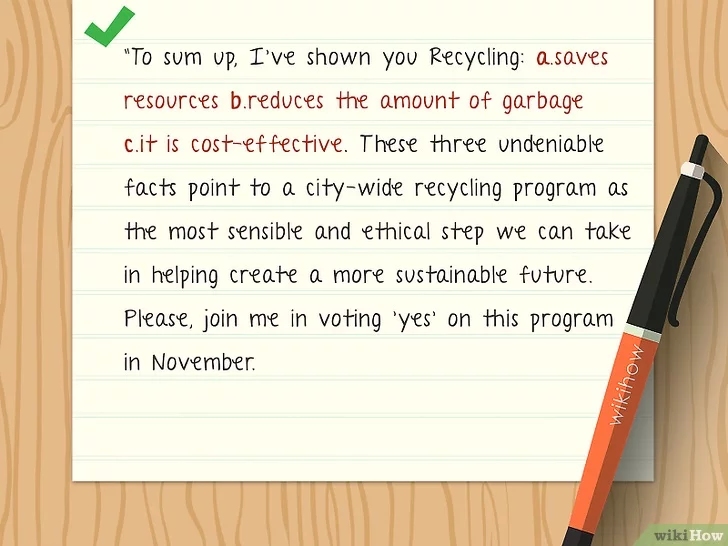 "To sum up, I've shown you Recycling: a.saves
resources b.reduces the amount of garbage
c.it is cost-effective. These three undeniable
facts point to a city-wide recycling program as
the most sensible and ethical step we can take
in helping create a more sustainable future.
Please, join me in voting 'yes' on this program
in November.
wikihow
wikiHow